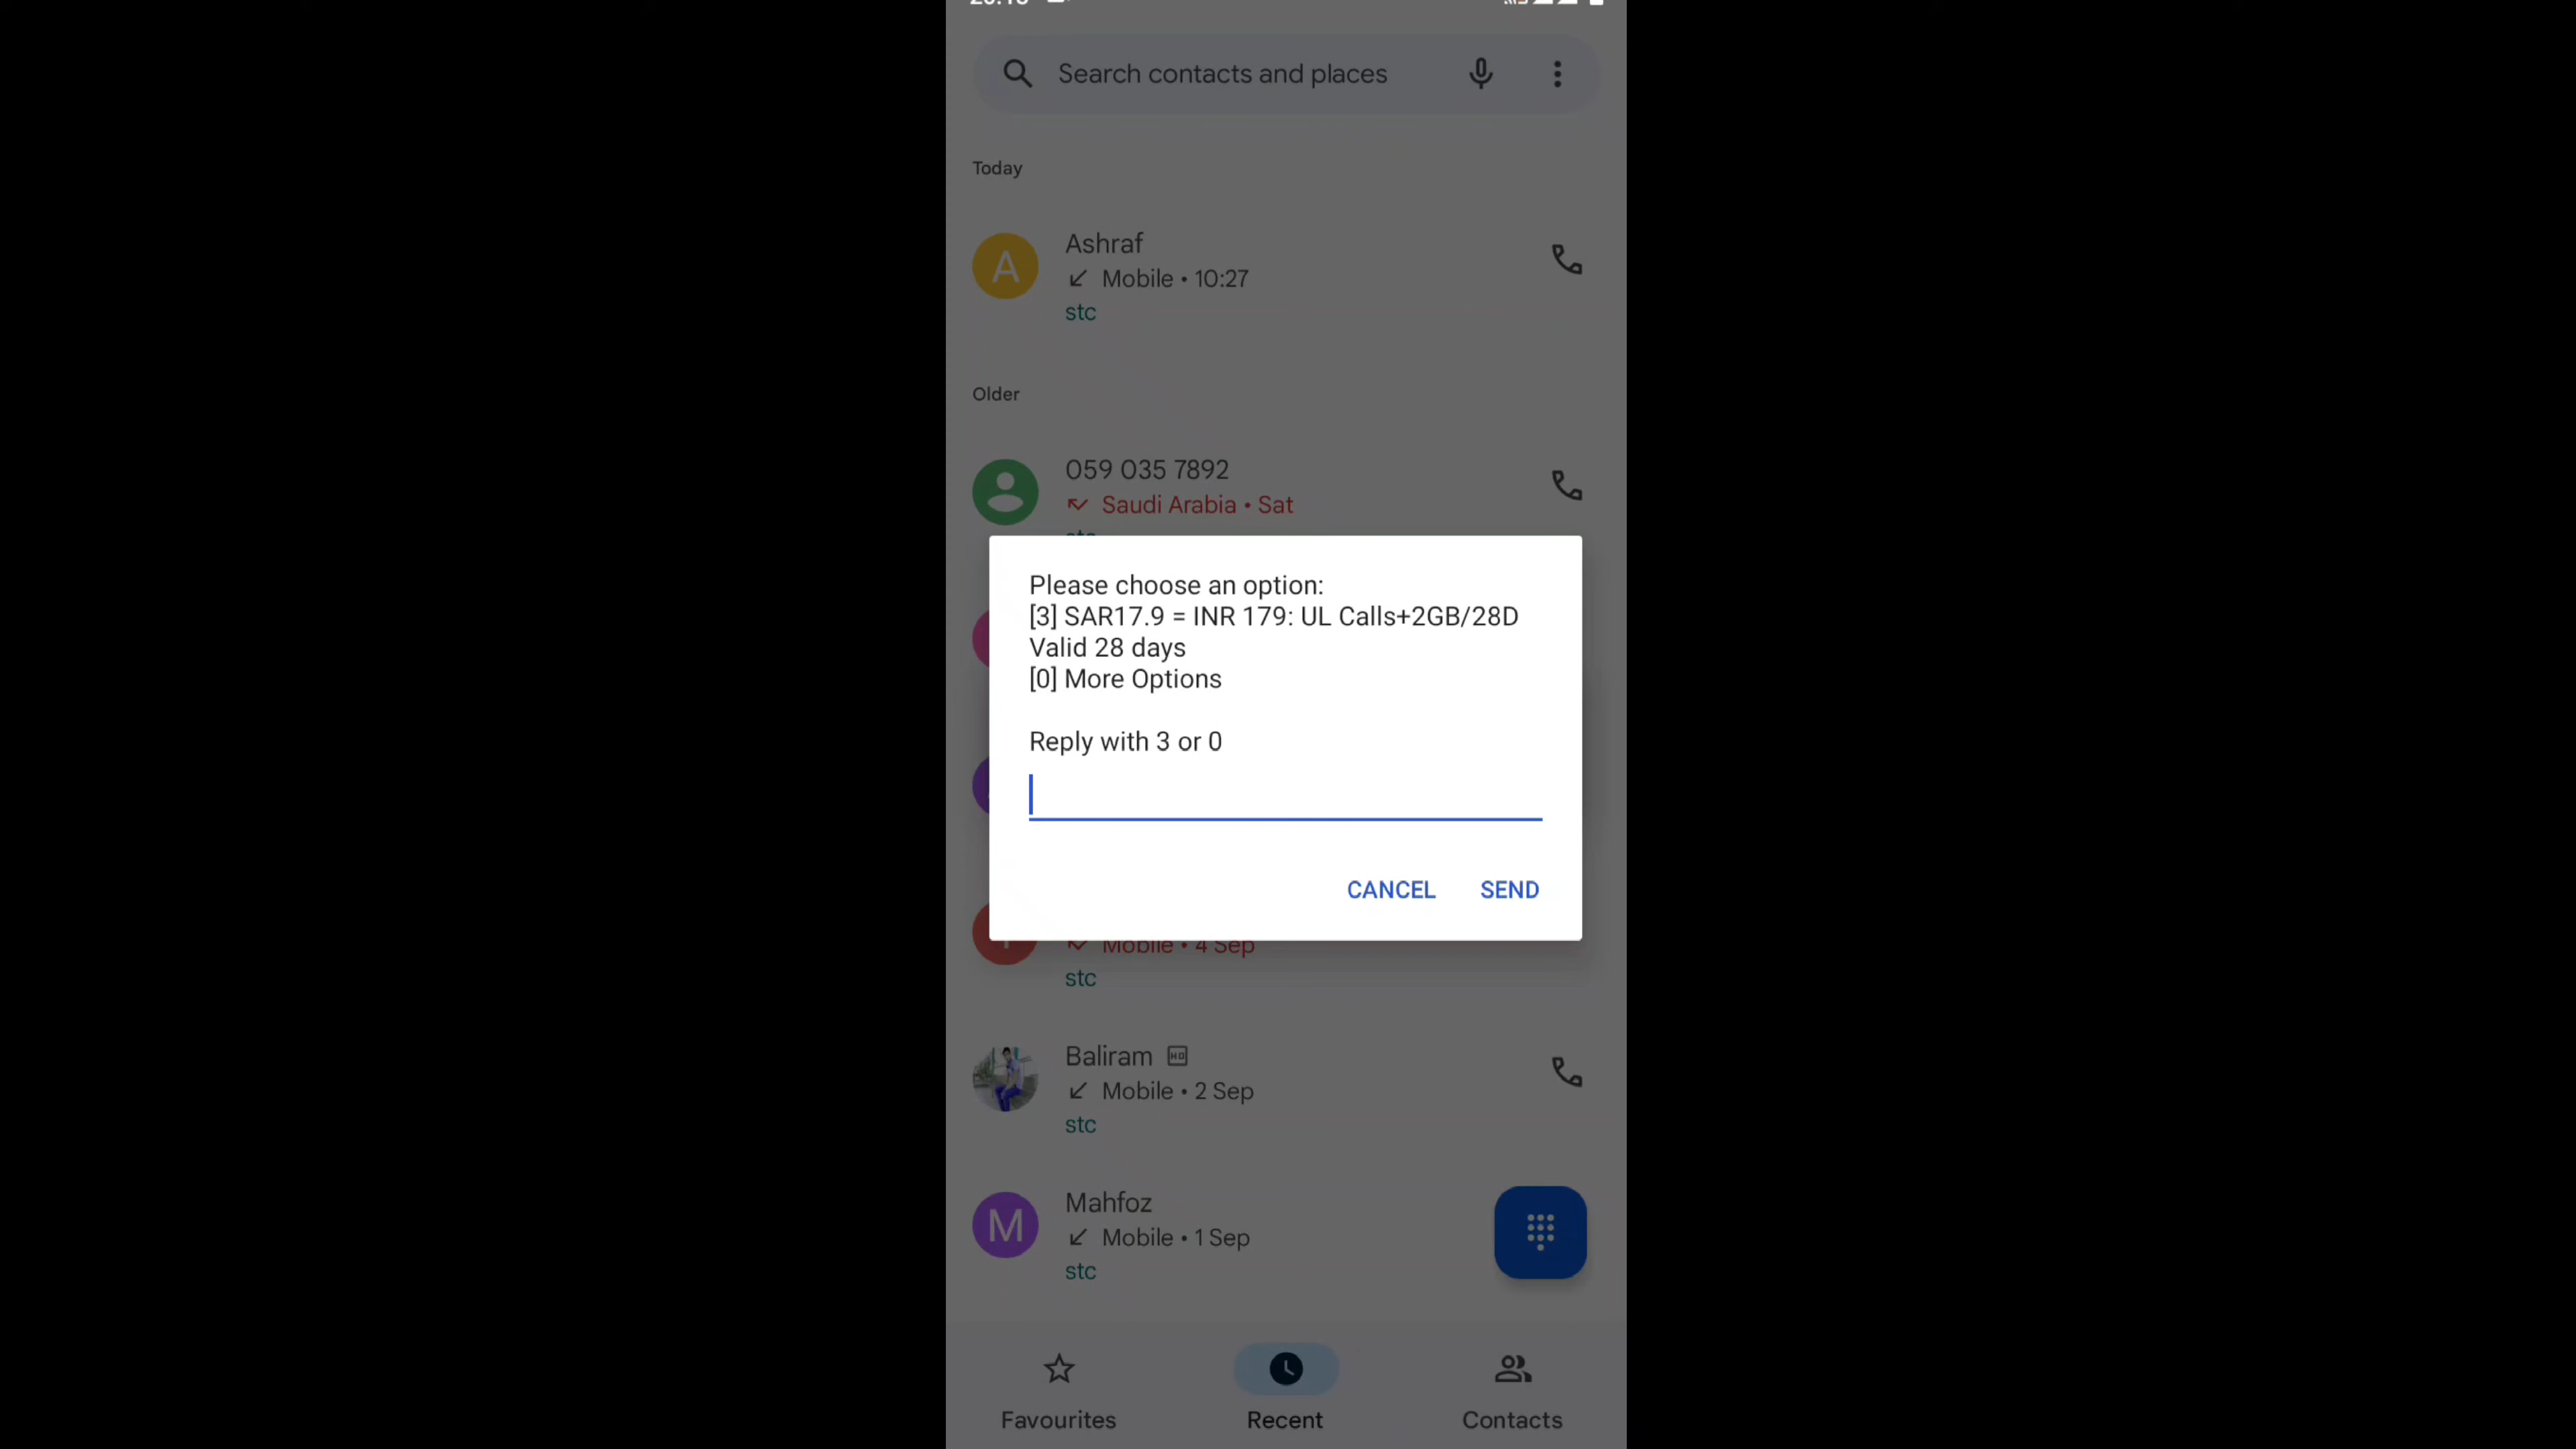 Search contacts and places
Today
Ashraf
Mobile • 10:27
stc
Older
059 035 7892
Saudi Arabia • Sat
Please choose an option:
[3] SAR17.9 = INR 179: UL Calls+2GB/28D
Valid 28 days
[0] More Options
Reply with 3 or 0
CANCEL SEND
Mobile • 4 Sep
stc
Baliram
Mobile • 2 Sep
stc
Mahfoz
Mobile • 1 Sep
stc
Favourites Recent Contacts